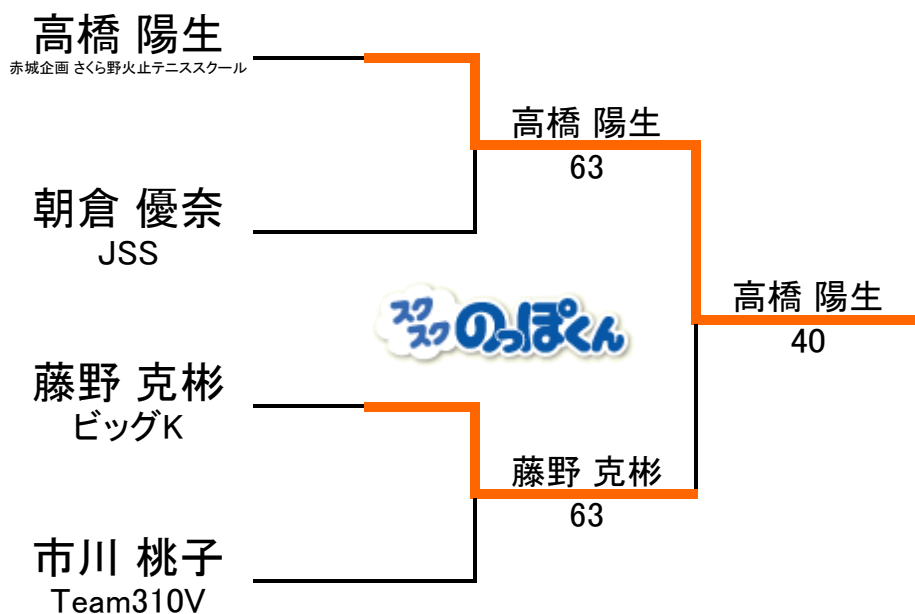 高橋 陽生
赤城企画 さくら野火止テニススクール
高橋 陽生
63
朝倉 優奈
JSS
スクスク のっぽくん
高橋 陽生
40
藤野 克彬
ビッグK
藤野 克彬
63
市川 桃子
Team310V